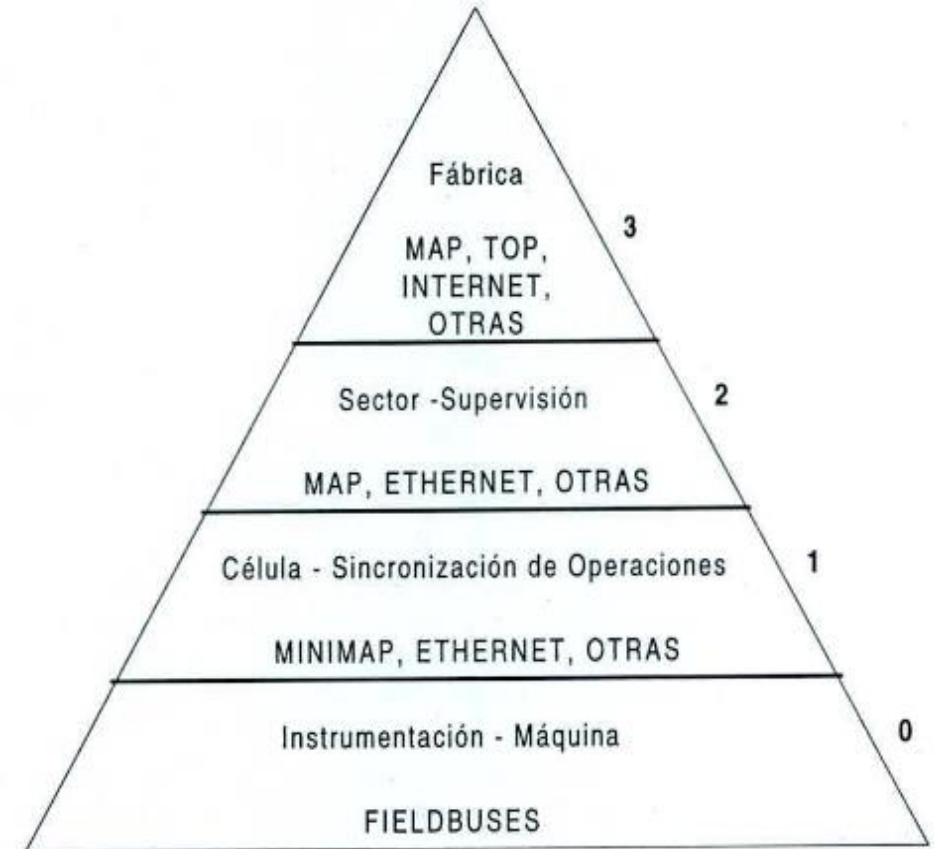 Fábrica
3
MAP, TOP,
INTERNET,
OTRAS
Sector -Supervisión
2
MAP, ETHERNET, OTRAS
Célula - Sincronización de Operaciones
1
MINIMAP, ETHERNET, OTRAS
Instrumentación - Máquina
0
FIELDBUSES